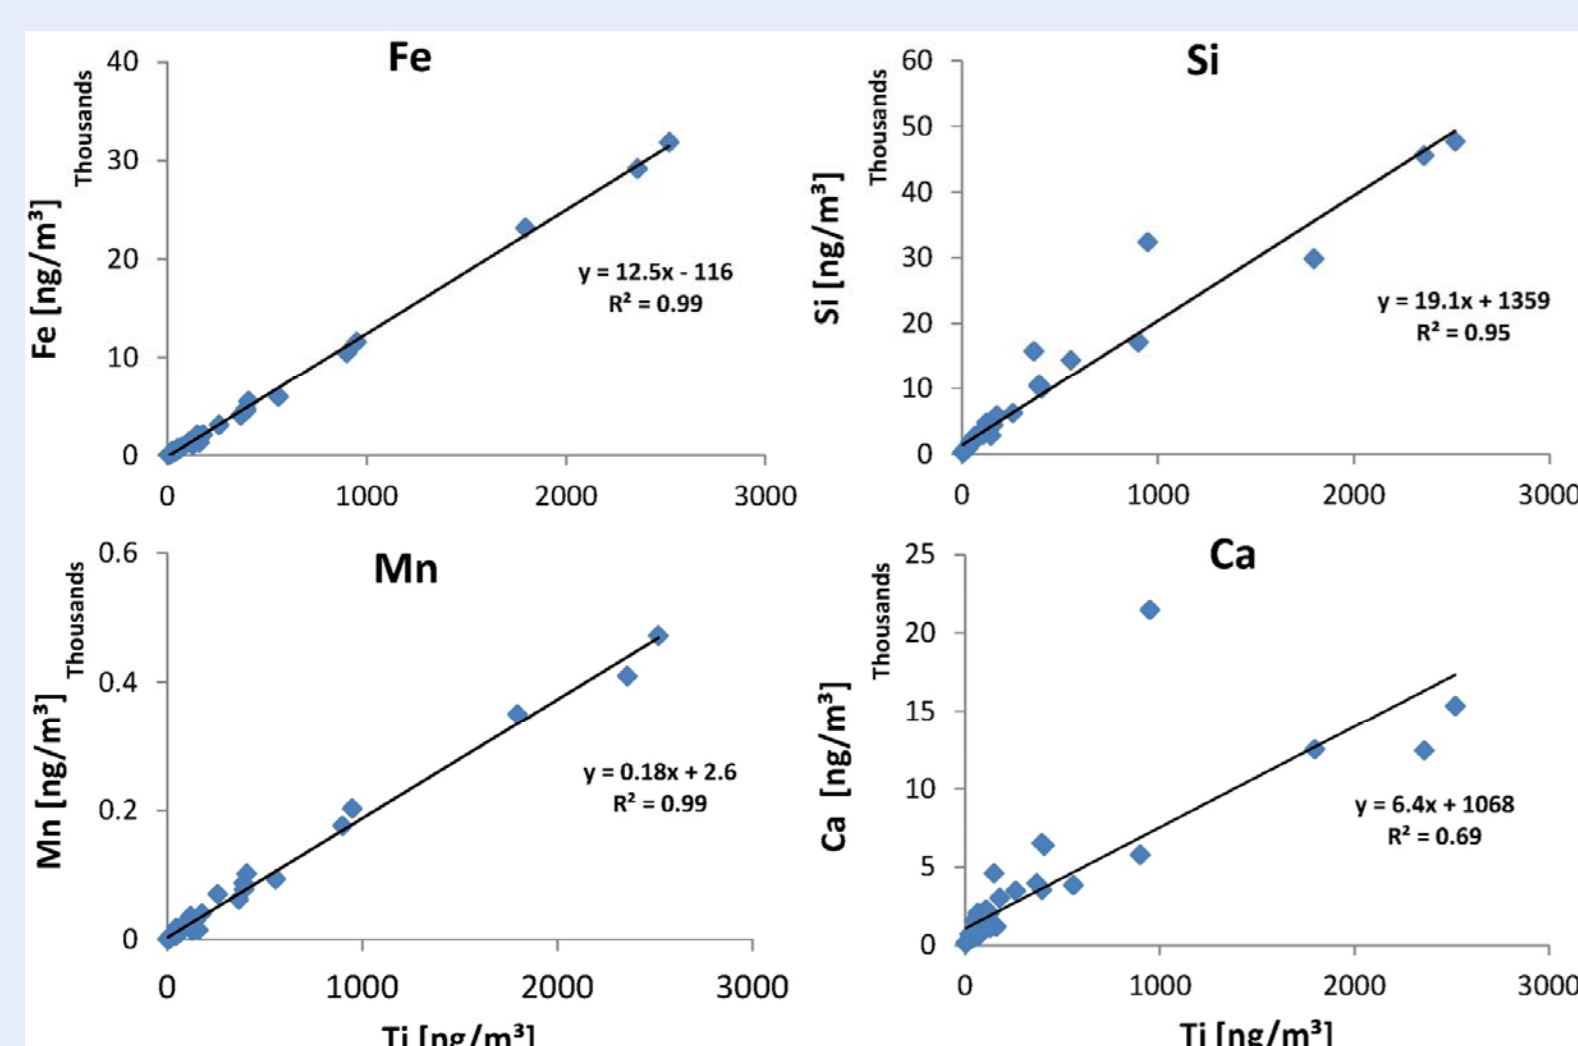 Fe
Thousands
Fe [ng/m³]
40
30
20
10
0
y = 12.5x - 116
R² = 0.99
0 1000 2000 3000
Si
Thousands
Si [ng/m³]
60
50
40
30
20
10
0
y = 19.1x + 1359
R² = 0.95
0 1000 2000 3000
Mn
Thousands
Mn [ng/m³]
0.6
0.4
0.2
0
y = 0.18x + 2.6
R² = 0.99
0 1000 2000 3000
Ti [ng/m³]
Ca
Thousands
Ca [ng/m³]
25
20
15
10
5
0
y = 6.4x + 1068
R² = 0.69
0 1000 2000 3000
Ti [ng/m³]